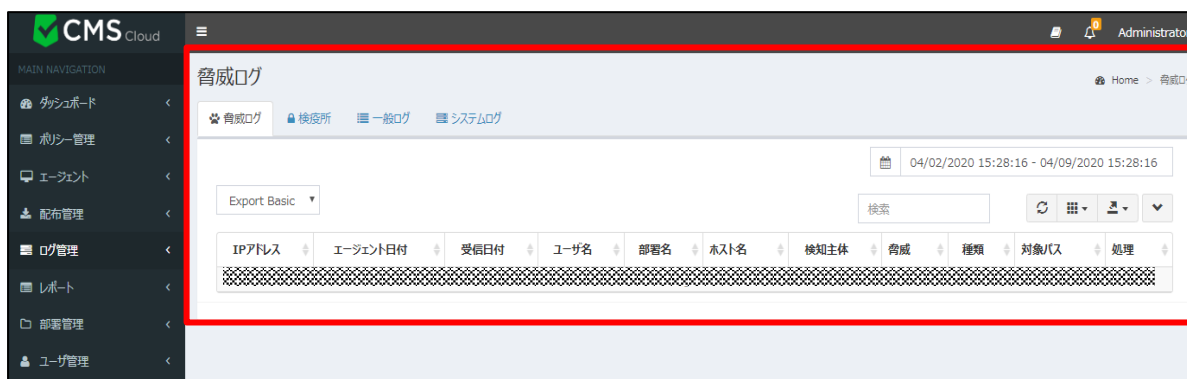 CMS Cloud
Administrator
MAIN NAVIGATION
ダッシュボード
ポリシー管理
エージェント
配布管理
ログ管理
レポート
部署管理
ユーザ管理
脅威ログ
Home > 脅威ログ
脅威ログ 検疫所 一般ログ システムログ
04/02/2020 15:28:16 - 04/09/2020 15:28:16
Export Basic
検索
IPアドレス エージェント日付 受信日付 ユーザ名 部署名 ホスト名 検知主体 脅威 種類 対象パス 処理
0